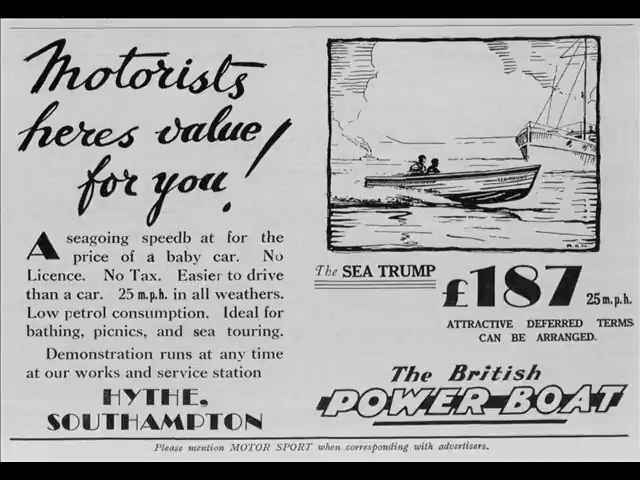 Motorists
heres value
for you!
A seagoing speedb at for the
price of a baby car. No
Licence. No Tax. Easier to drive
than a car. 25 m.p.h. in all weathers.
Low petrol consumption. Ideal for
bathing, picnics, and sea touring.
Demonstration runs at any time
at our works and service station
HYTHE,
SOUTHAMPTON
The SEA TRUMP
£187 25 m.p.h.
ATTRACTIVE DEFERRED TERMS
CAN BE ARRANGED.
The British
POWER BOAT
Please mention MOTOR SPORT when corresponding with advertisers.